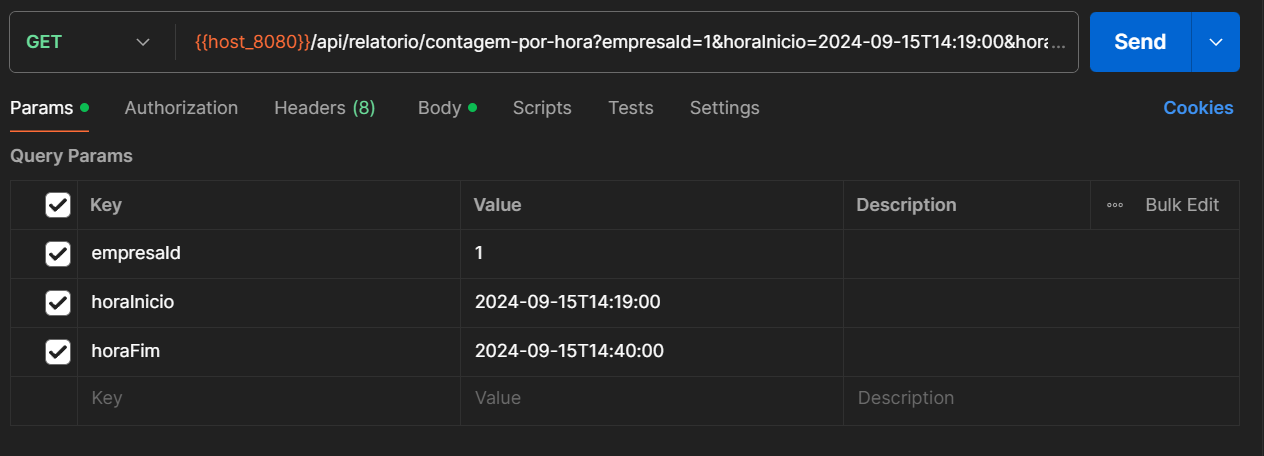 GET {{host_8080}}/api/relatorio/contagem-por-hora?empresaId=1&horaInicio=2024-09-15T14:19:00&hora... Send
Params Authorization Headers (8) Body Scripts Tests Settings Cookies
Query Params
Key Value Description Bulk Edit
empresaId 1
horaInicio 2024-09-15T14:19:00
horaFim 2024-09-15T14:40:00
Key Value Description